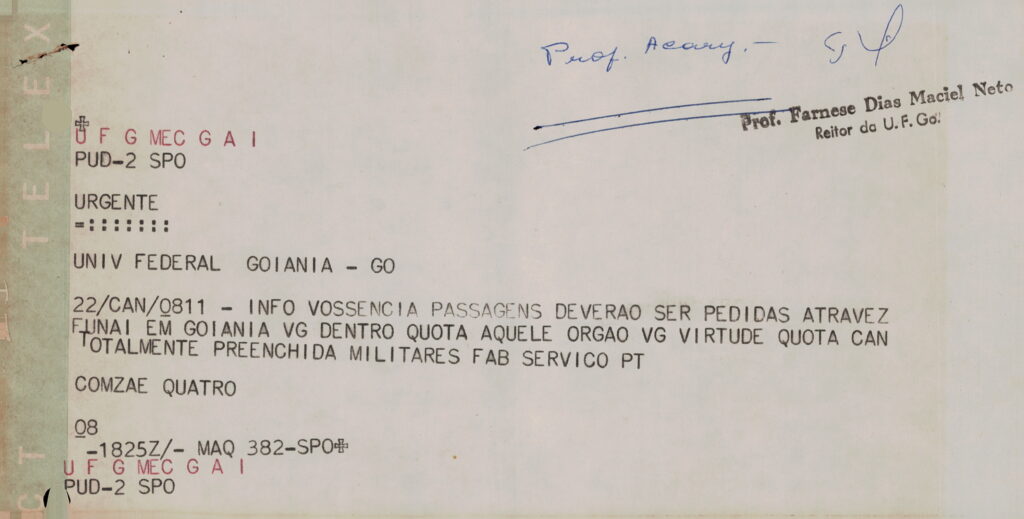 TELEX
Prof. Acary. –
Prof. Farnese Dias Maciel Neto
Reitor da U. F. Go.
U F G MEC G A I
PUD-2 SPO
URGENTE
=:::::::
UNIV FEDERAL GOIANIA - GO
22/CAN/0811 - INFO VOSSENCIA PASSAGENS DEVERAO SER PEDIDAS ATRAVEZ
FUNAI EM GOIANIA VG DENTRO QUOTA AQUELE ORGAO VG VIRTUDE QUOTA CAN
TOTALMENTE PREENCHIDA MILITARES FAB SERVICO PT
COMZAE QUATRO
08
-1825Z/- MAQ 382-SPO
U F G MEC G A I
PUD-2 SPO